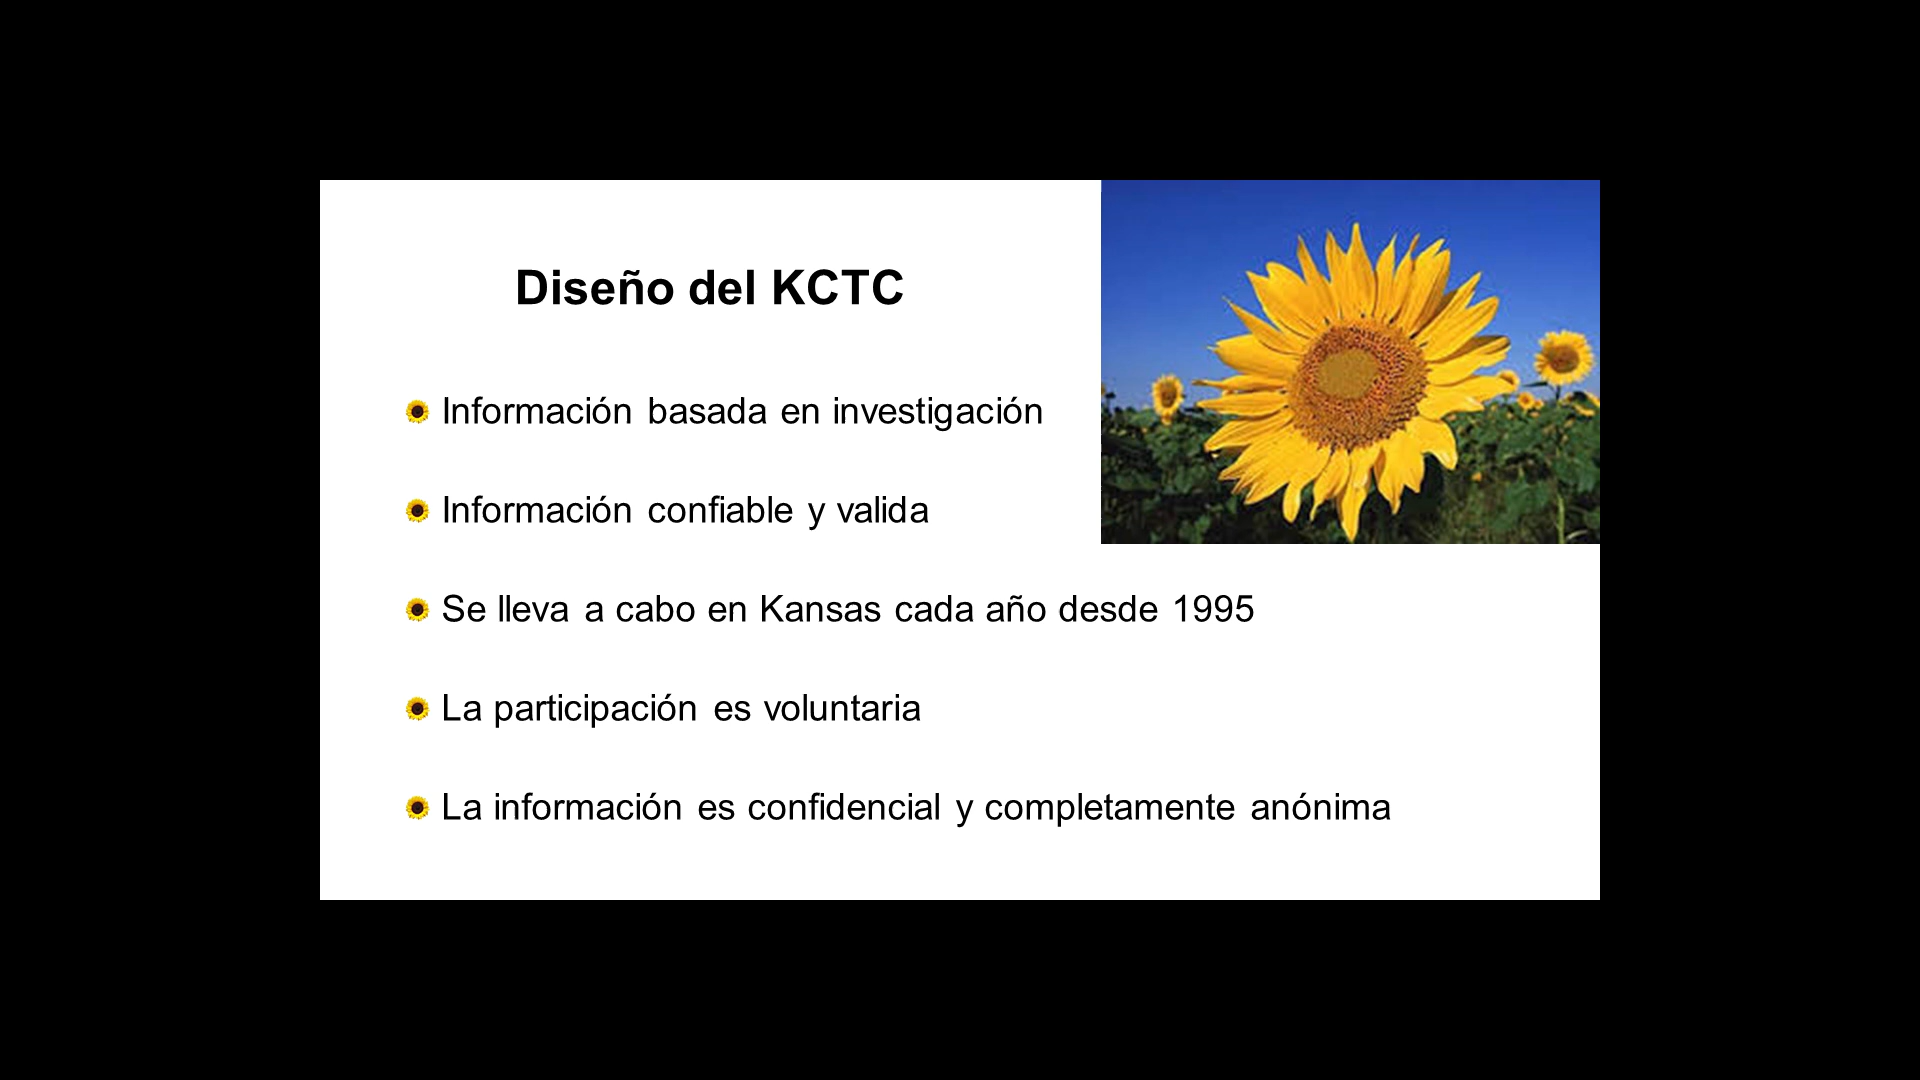 Diseño del KCTC
Información basada en investigación
Información confiable y valida
Se lleva a cabo en Kansas cada año desde 1995
La participación es voluntaria
La información es confidencial y completamente anónima